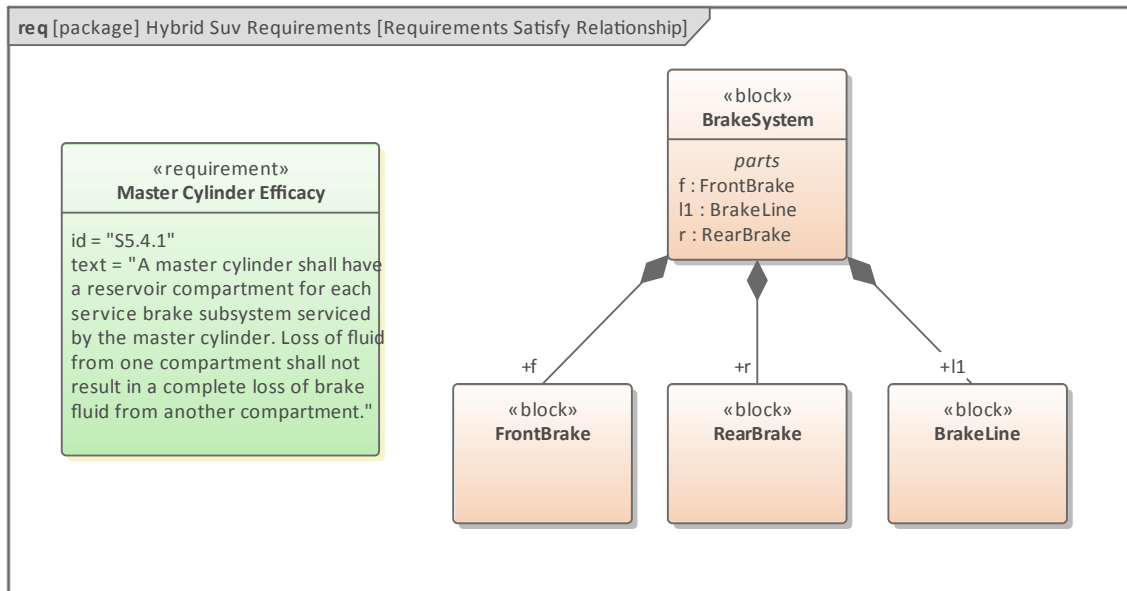 req [package] Hybrid Suv Requirements [Requirements Satisfy Relationship]
«requirement»
Master Cylinder Efficacy
id = "S5.4.1"
text = "A master cylinder shall have
a reservoir compartment for each
service brake subsystem serviced
by the master cylinder. Loss of fluid
from one compartment shall not
result in a complete loss of brake
fluid from another compartment."
«block»
BrakeSystem
parts
f : FrontBrake
l1 : BrakeLine
r : RearBrake
+f
+r
+l1
«block»
FrontBrake
«block»
RearBrake
«block»
BrakeLine